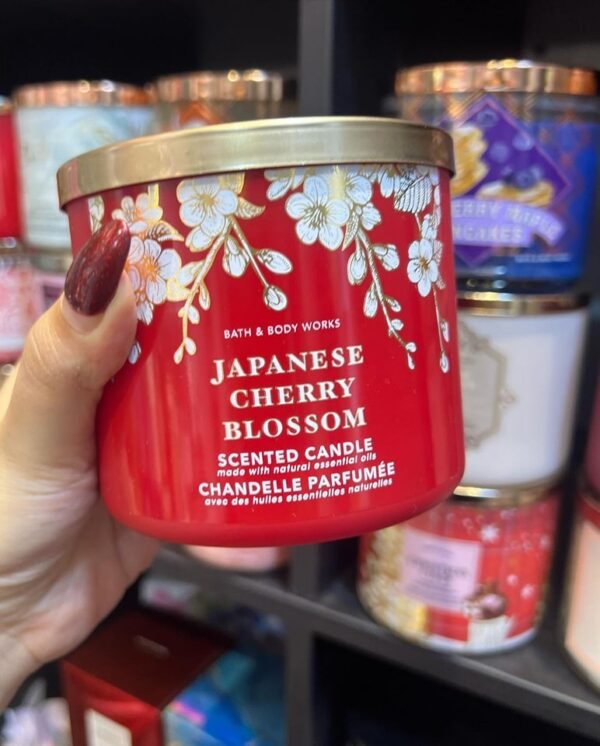 BATH & BODY WORKS
JAPANESE
CHERRY
BLOSSOM
SCENTED CANDLE
made with natural essential oils
CHANDELLE PARFUMÉE
avec des huiles essentielles naturelles